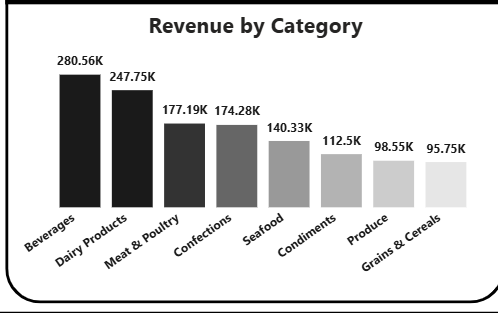 Revenue by Category
280.56K
247.75K
177.19K
174.28K
140.33K
112.5K
98.55K
95.75K
Beverages
Dairy Products
Meat & Poultry
Confections
Seafood
Condiments
Produce
Grains & Cereals